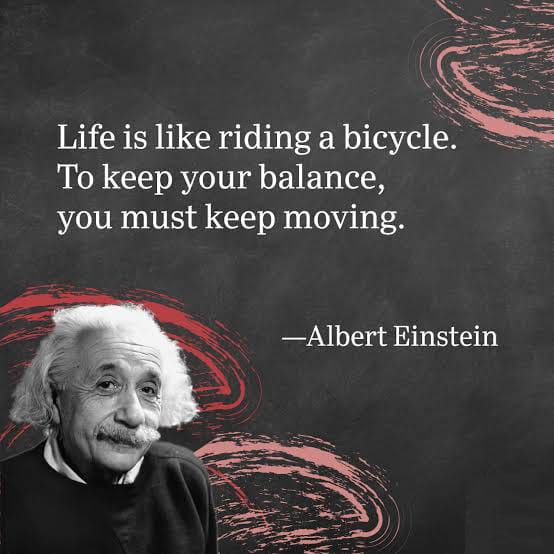 Life is like riding a bicycle.
To keep your balance,
you must keep moving.
—Albert Einstein